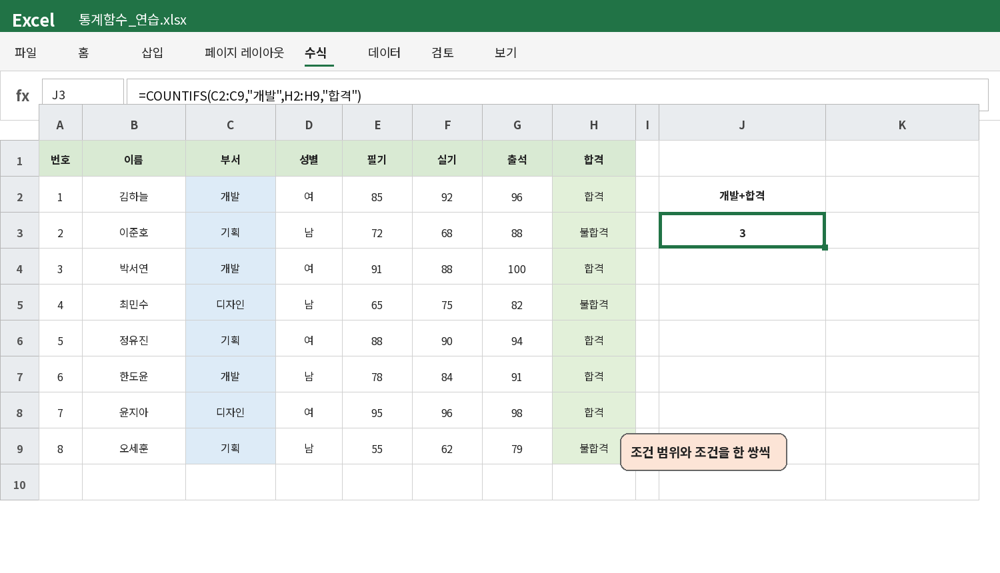 Excel 통계함수_연습.xlsx
파일 홈 삽입 페이지 레이아웃 수식 데이터 검토 보기
fx J3 =COUNTIFS(C2:C9,"개발",H2:H9,"합격")
A B C D E F G H I J K
1 번호 이름 부서 성별 필기 실기 출석 합격
2 1 김하늘 개발 여 85 92 96 합격 개발+합격
3 2 이준호 기획 남 72 68 88 불합격 3
4 3 박서연 개발 여 91 88 100 합격
5 4 최민수 디자인 남 65 75 82 불합격
6 5 정유진 기획 여 88 90 94 합격
7 6 한도윤 개발 남 78 84 91 합격
8 7 윤지아 디자인 여 95 96 98 합격
9 8 오세훈 기획 남 55 62 79 불합격
조건 범위와 조건을 한 쌍씩
10